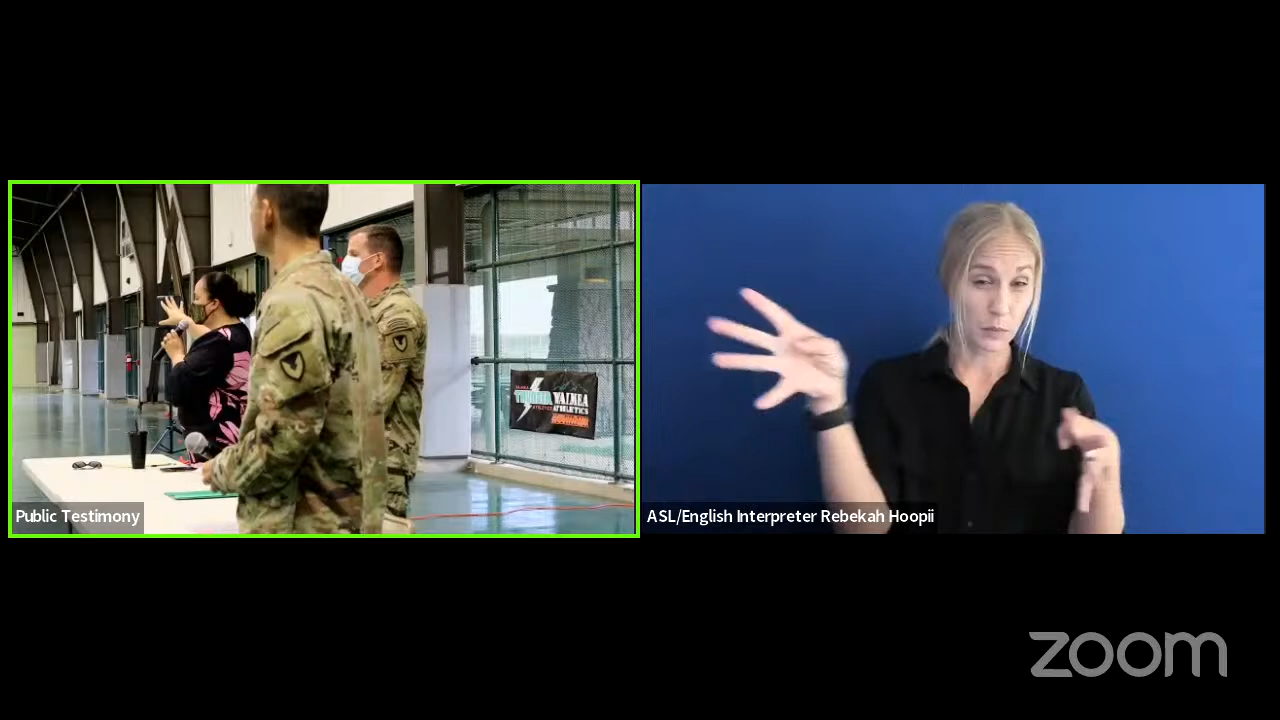 WAIMEA
ATHLETICS
Public Testimony
ASL/English Interpreter Rebekah Hoopii
zoom